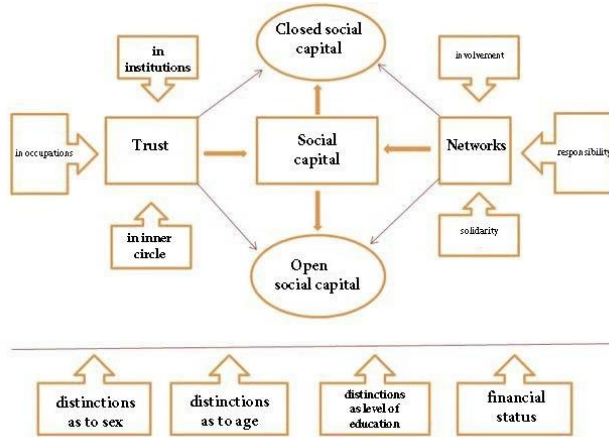 Closed social
capital
in
institutions
involvement
in occupations
Trust
Social
capital
Networks
responsibility
in inner
circle
solidarity
Open
social capital
distinctions
as to sex
distinctions
as to age
distinctions
as level of
education
financial
status